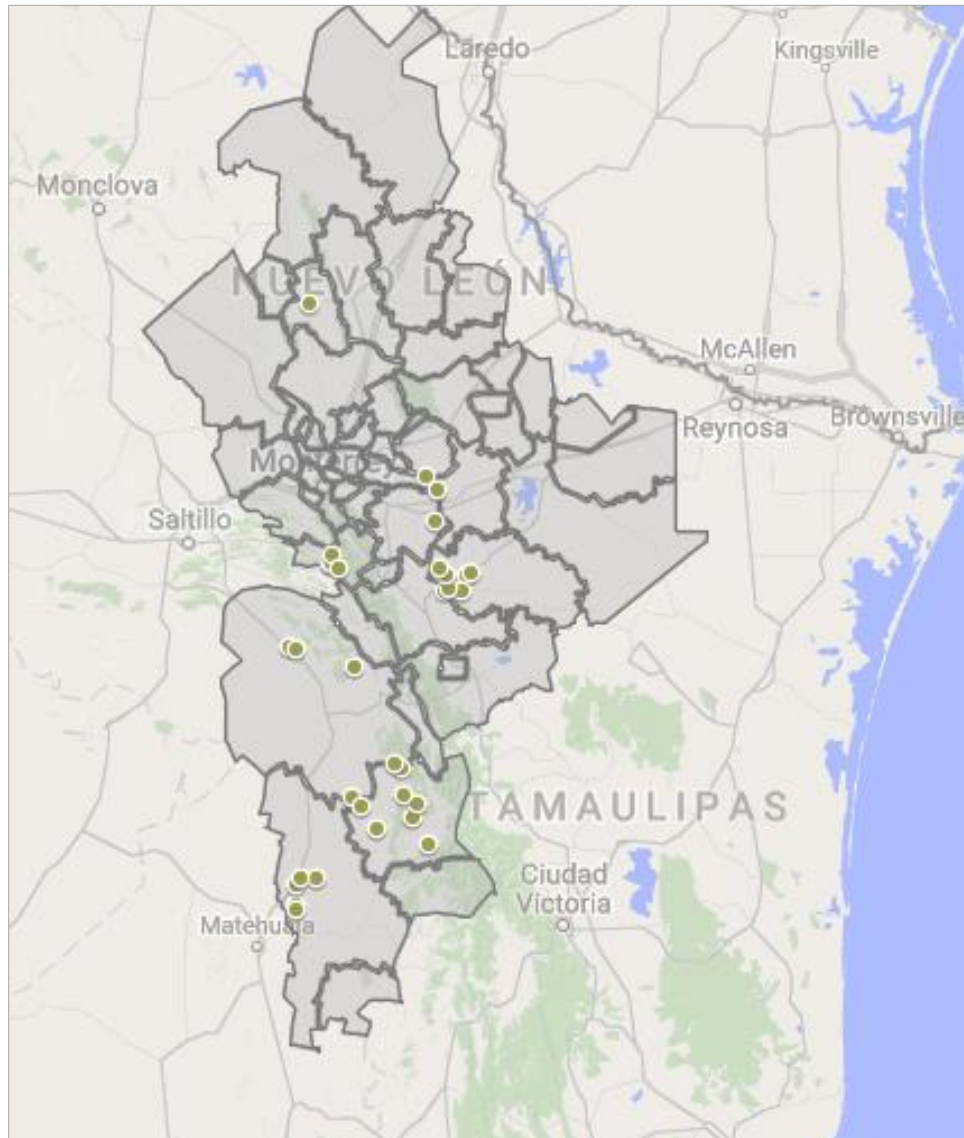 Laredo
Kingsville
Monclova
NUEVO LEÓN
McAllen
Reynosa
Brownsville
Monterrey
Saltillo
TAMAULIPAS
Ciudad
Victoria
Matehuala